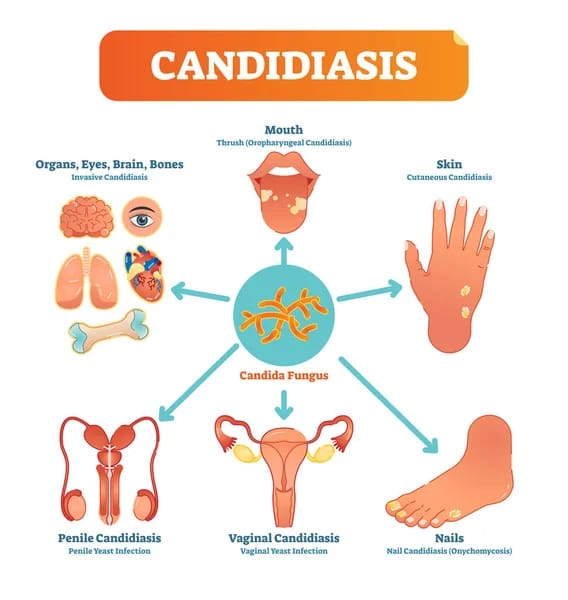 CANDIDIASIS
Mouth
Thrush (Oropharyngeal Candidiasis)
Organs, Eyes, Brain, Bones
Invasive Candidiasis
Skin
Cutaneous Candidiasis
Candida Fungus
Penile Candidiasis
Penile Yeast Infection
Vaginal Candidiasis
Vaginal Yeast Infection
Nails
Nail Candidiasis (Onychomycosis)